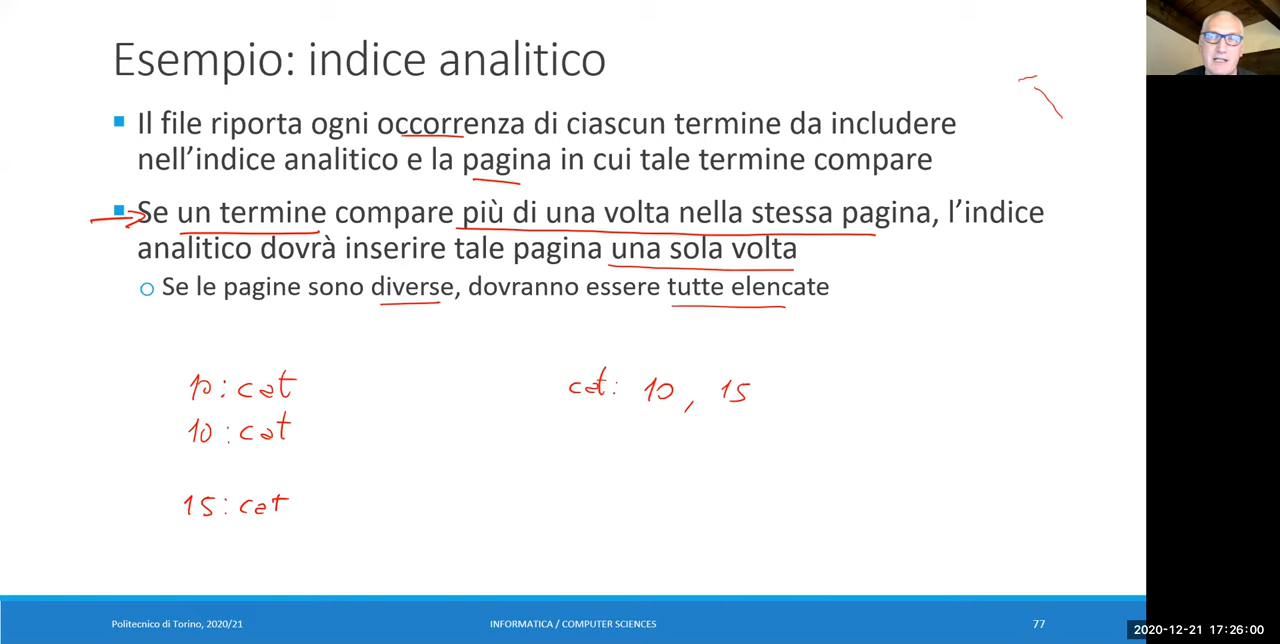 Esempio: indice analitico
Il file riporta ogni occorrenza di ciascun termine da includere
nell'indice analitico e la pagina in cui tale termine compare
Se un termine compare più di una volta nella stessa pagina, l'indice
analitico dovrà inserire tale pagina una sola volta
Se le pagine sono diverse, dovranno essere tutte elencate
10: cat
10: cat
15: cat
cat: 10, 15
Politecnico di Torino, 2020/21
INFORMATICA / COMPUTER SCIENCES
77
2020-12-21 17:26:00